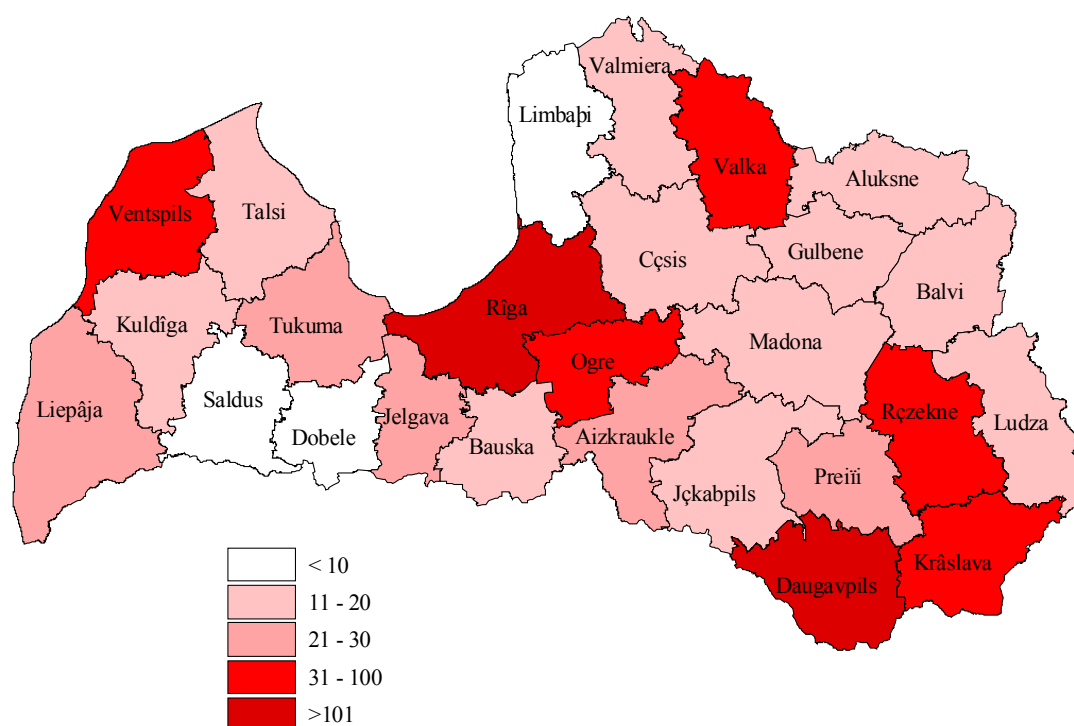 Valmiera
Limbaþi
Valka
Aluksne
Ventspils
Talsi
Cçsis
Gulbene
Balvi
Rîga
Kuldîga
Tukuma
Madona
Ogre
Saldus
Liepâja
Jelgava
Rçzekne
Ludza
Dobele
Bauska
Aizkraukle
Preiïi
Jçkabpils
Krâslava
Daugavpils
< 10
11 - 20
21 - 30
31 - 100
>101